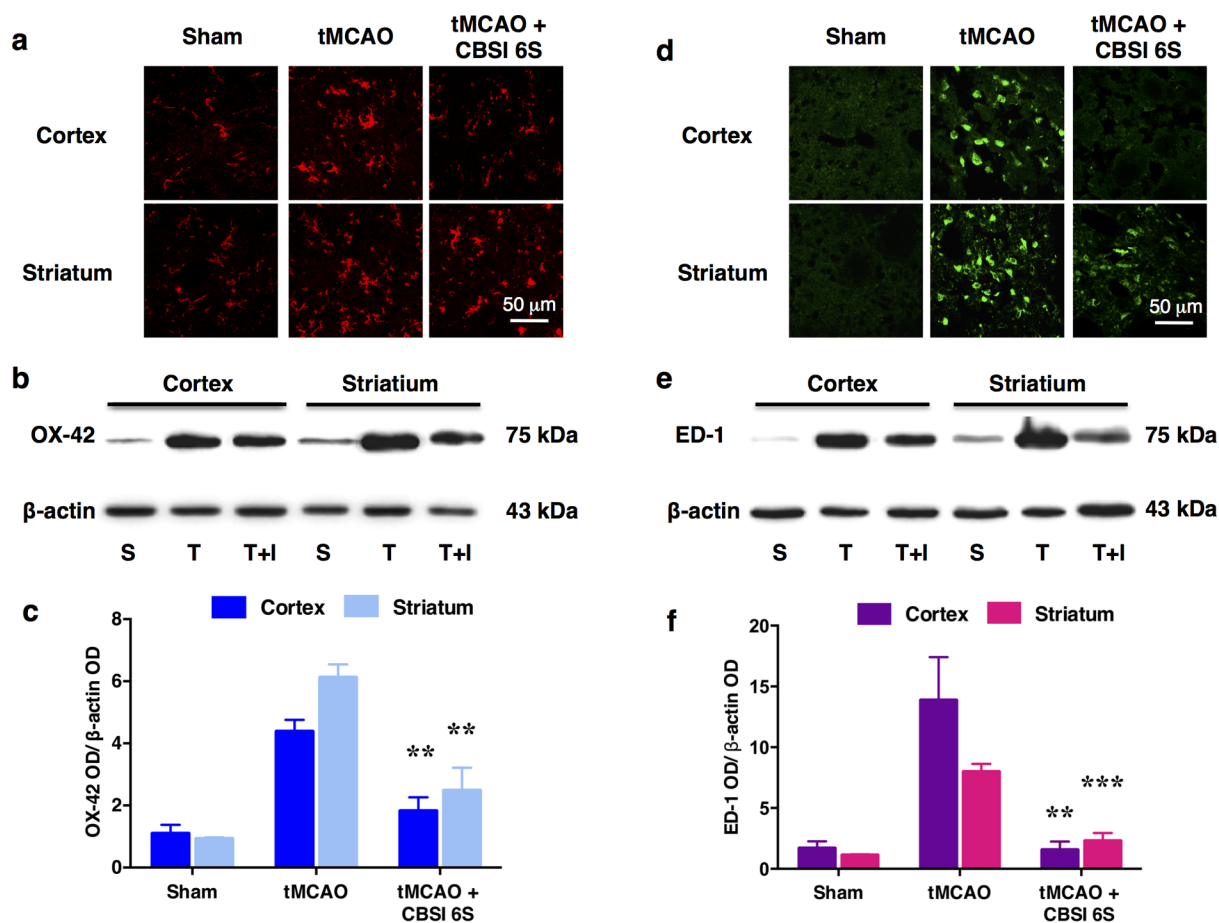 a
Sham
tMCAO
tMCAO +
CBSI 6S
Cortex
Striatum
50 μm
b
Cortex
Striatium
OX-42
75 kDa
β-actin
43 kDa
S T T+I S T T+I
c
Cortex
Striatum
OX-42 OD/ β-actin OD
8
6
4
2
0
**
**
Sham
tMCAO
tMCAO +
CBSI 6S
d
Sham
tMCAO
tMCAO +
CBSI 6S
Cortex
Striatum
50 μm
e
Cortex
Striatium
ED-1
75 kDa
β-actin
43 kDa
S T T+I S T T+I
f
Cortex
Striatum
ED-1 OD/ β-actin OD
20
15
10
5
0
**
***
Sham
tMCAO
tMCAO +
CBSI 6S